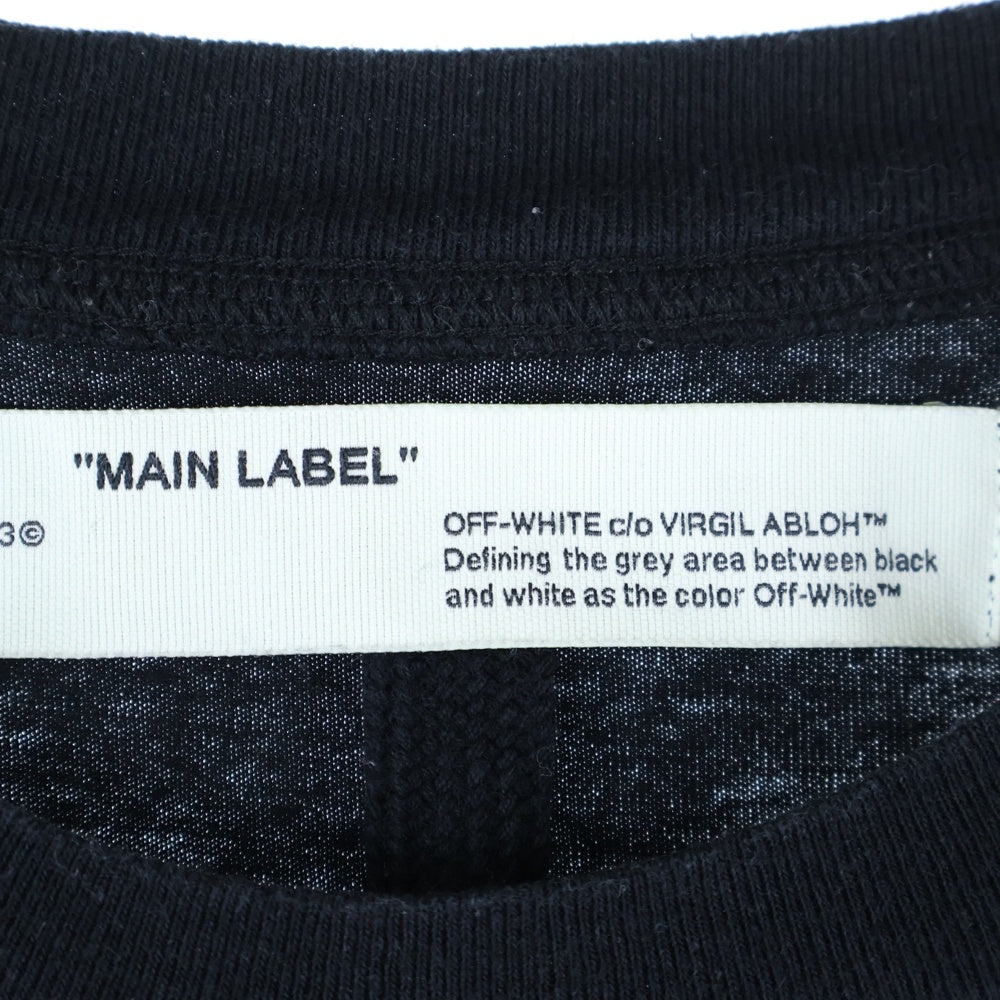 "MAIN LABEL"
3©
OFF-WHITE c/o VIRGIL ABLOH™
Defining the grey area between black
and white as the color Off-White™